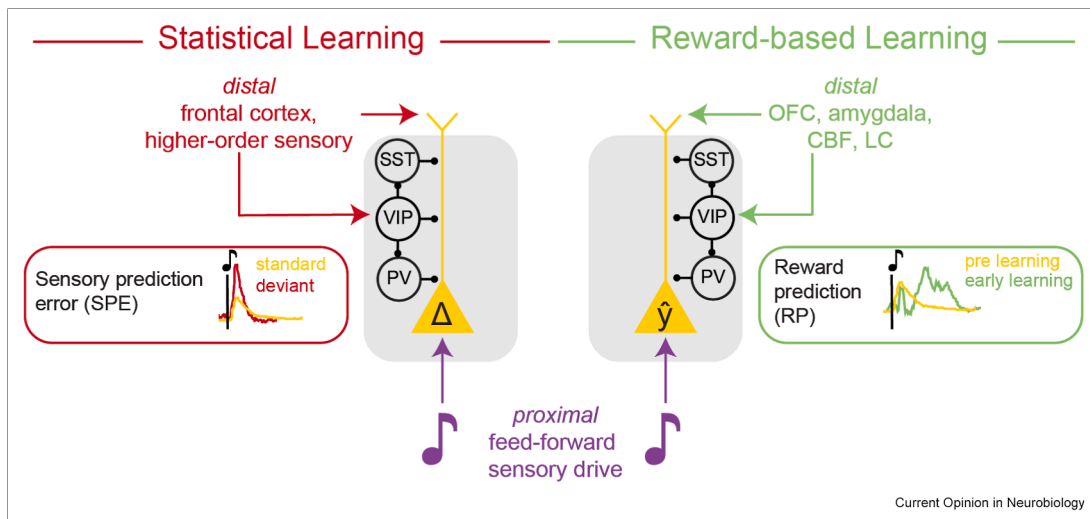 Statistical Learning
Reward-based Learning
distal
frontal cortex,
higher-order sensory
distal
OFC, amygdala,
CBF, LC
SST
VIP
PV
Δ
SST
VIP
PV
ŷ
Sensory prediction
error (SPE)
standard
deviant
Reward
prediction
(RP)
pre learning
early learning
proximal
feed-forward
sensory drive
Current Opinion in Neurobiology